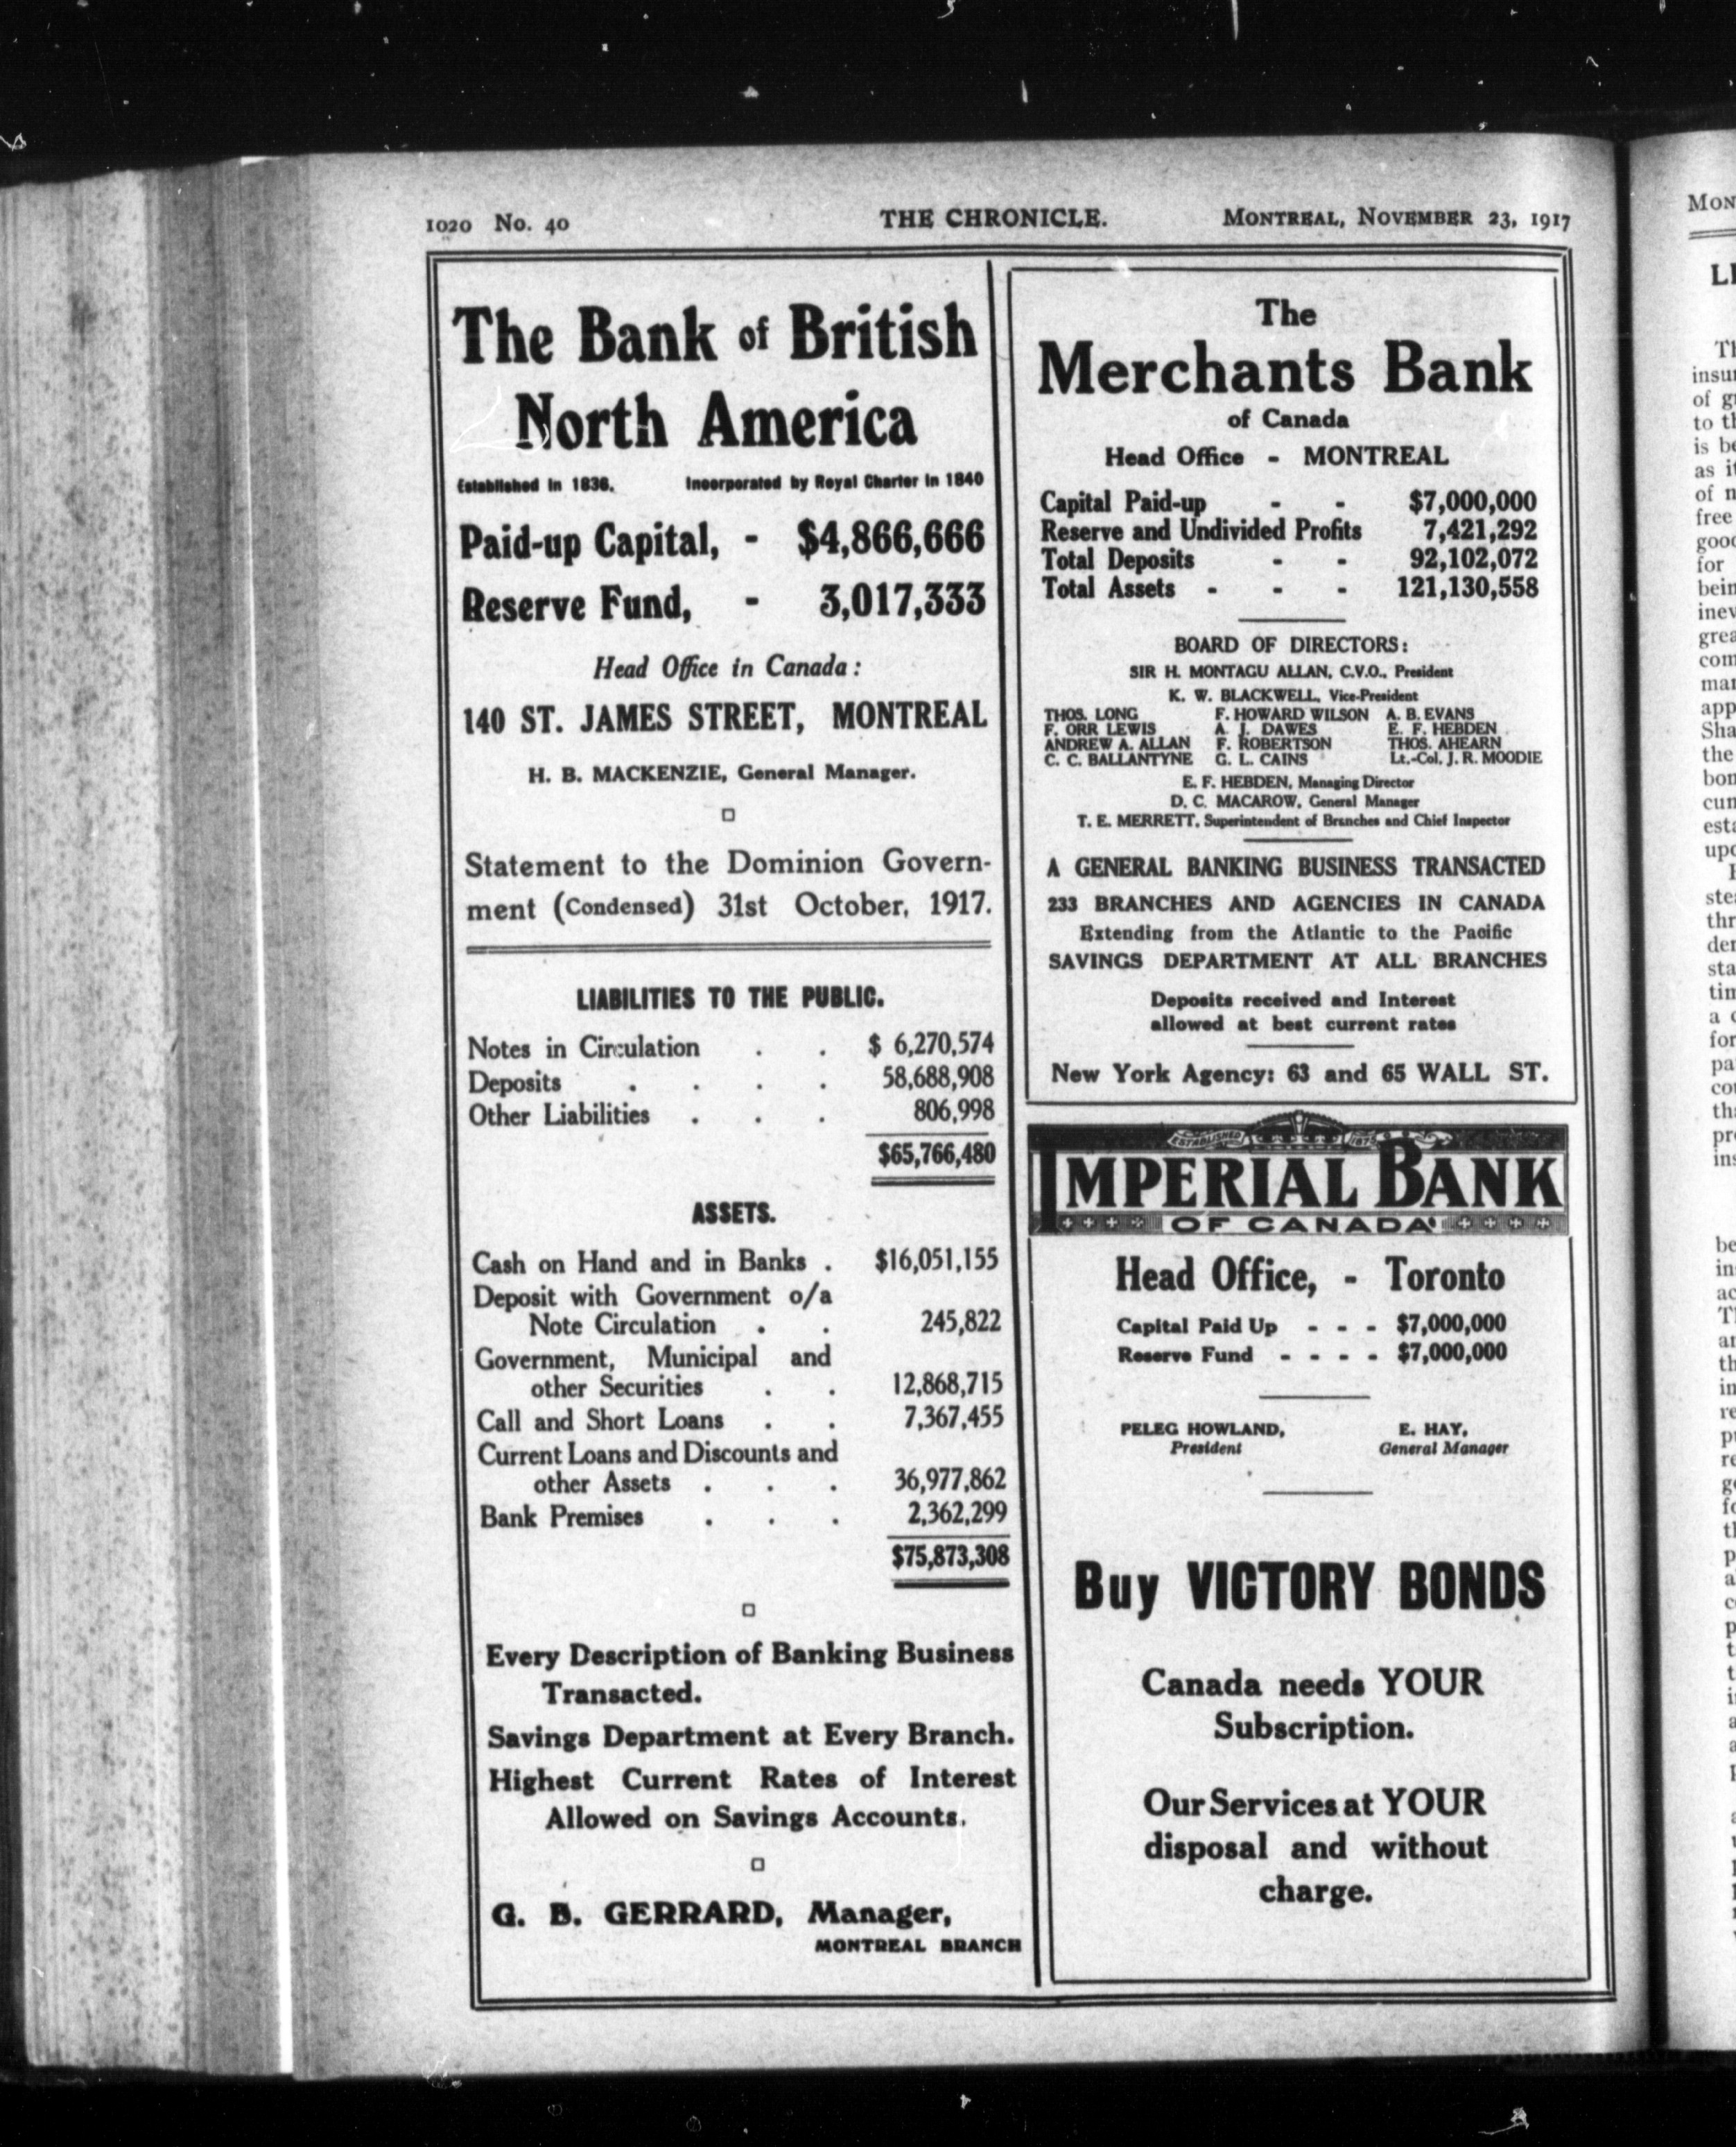 1020 No. 40
THE CHRONICLE.
MONTREAL, NOVEMBER 23, 1917
The Bank of British
North America
Established in 1836. Incorporated by Royal Charter in 1840
Paid-up Capital, - $4,866,666
Reserve Fund, - 3,017,333
Head Office in Canada:
140 ST. JAMES STREET, MONTREAL
H. B. MACKENZIE, General Manager.
Statement to the Dominion Govern-
ment (Condensed) 31st October, 1917.
LIABILITIES TO THE PUBLIC.
Notes in Circulation . . $ 6,270,574
Deposits . . . . 58,688,908
Other Liabilities . . . 806,998
$65,766,480
ASSETS.
Cash on Hand and in Banks . $16,051,155
Deposit with Government o/a
Note Circulation . . 245,822
Government, Municipal and
other Securities . . 12,868,715
Call and Short Loans . . 7,367,455
Current Loans and Discounts and
other Assets . . . 36,977,862
Bank Premises . . . 2,362,299
$75,873,308
Every Description of Banking Business
Transacted.
Savings Department at Every Branch.
Highest Current Rates of Interest
Allowed on Savings Accounts.
G. B. GERRARD, Manager,
MONTREAL BRANCH
The
Merchants Bank
of Canada
Head Office - MONTREAL
Capital Paid-up - - $7,000,000
Reserve and Undivided Profits 7,421,292
Total Deposits - - 92,102,072
Total Assets - - - 121,130,558
BOARD OF DIRECTORS:
SIR H. MONTAGU ALLAN, C.V.O., President
K. W. BLACKWELL, Vice-President
THOS. LONG F. HOWARD WILSON A. B. EVANS
F. ORR LEWIS A. J. DAWES E. F. HEBDEN
ANDREW A. ALLAN F. ROBERTSON THOS. AHEARN
C. C. BALLANTYNE G. L. CAINS Lt.-Col. J. R. MOODIE
E. F. HEBDEN, Managing Director
D. C. MACAROW, General Manager
T. E. MERRETT, Superintendent of Branches and Chief Inspector
A GENERAL BANKING BUSINESS TRANSACTED
233 BRANCHES AND AGENCIES IN CANADA
Extending from the Atlantic to the Pacific
SAVINGS DEPARTMENT AT ALL BRANCHES
Deposits received and Interest
allowed at best current rates
New York Agency: 63 and 65 WALL ST.
ESTABLISHED 1875
IMPERIAL BANK
OF CANADA
Head Office, - Toronto
Capital Paid Up - - - $7,000,000
Reserve Fund - - - - $7,000,000
PELEG HOWLAND, E. HAY,
President General Manager
Buy VICTORY BONDS
Canada needs YOUR
Subscription.
Our Services at YOUR
disposal and without
charge.